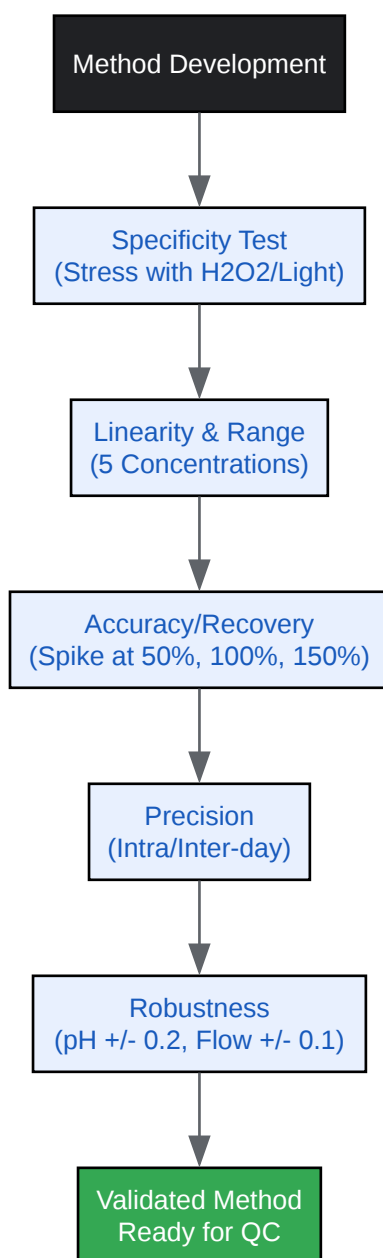 Method Development
Specificity Test
(Stress with H2O2/Light)
Linearity & Range
(5 Concentrations)
Accuracy/Recovery
(Spike at 50%, 100%, 150%)
Precision
(Intra/Inter-day)
Robustness
(pH +/- 0.2, Flow +/- 0.1)
Validated Method
Ready for QC